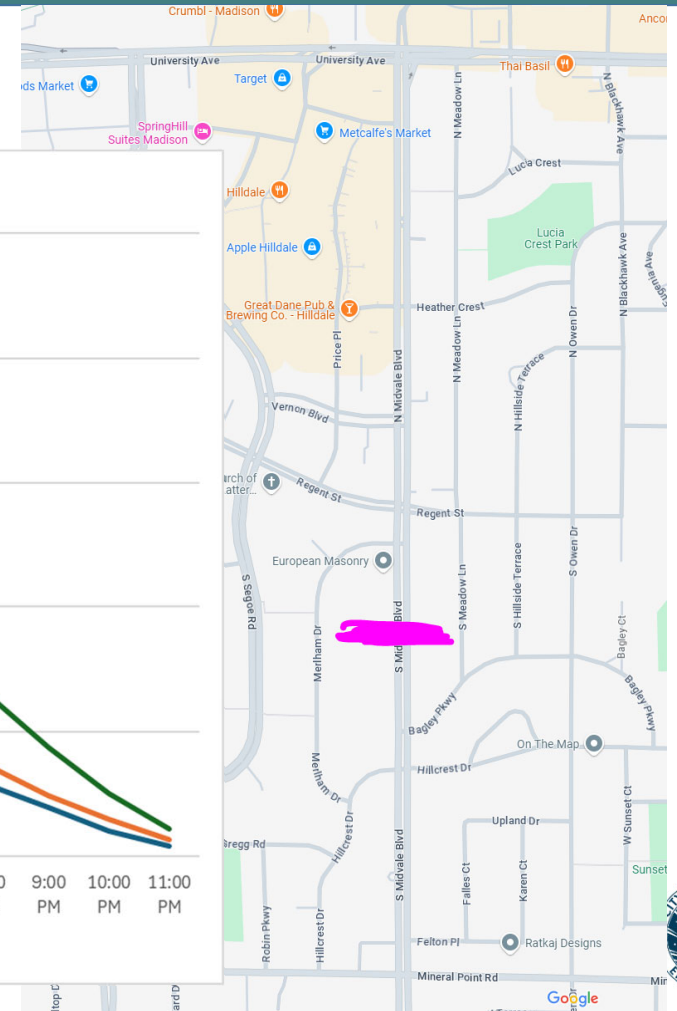 Crumbl - Madison
University Ave
University Ave
Target
Thai Basil
ds Market
SpringHill
Suites Madison
Metcalfe's Market
N Meadow Ln
N Blackhawk Ave
Lucia Crest
Hilldale
Lucia
Crest Park
Apple Hilldale
N Blackhawk Ave
Great Dane Pub &
Brewing Co. - Hilldale
Heather Crest
Price Pl
N Meadow Ln
N Owen Dr
N Midvale Blvd
N Hillside Terrace
Vernon Blvd
Regent St
Regent St
European Masonry
S Segoe Rd
S Meadow Ln
S Hillside Terrace
S Owen Dr
Merlham Dr
Blvd
Bagley Ct
Bagley Pkwy
Bagley Pkwy
On The Map
Hillcrest Dr
Merlham Dr
Upland Dr
W Sunset Ct
Hillcrest Dr
S Midvale Blvd
Falles Ct
Karen Ct
Sunset
9:00
PM
10:00
PM
11:00
PM
Robin Pkwy
Hillcrest Dr
Felton Pl
Ratkaj Designs
Mineral Point Rd
Google